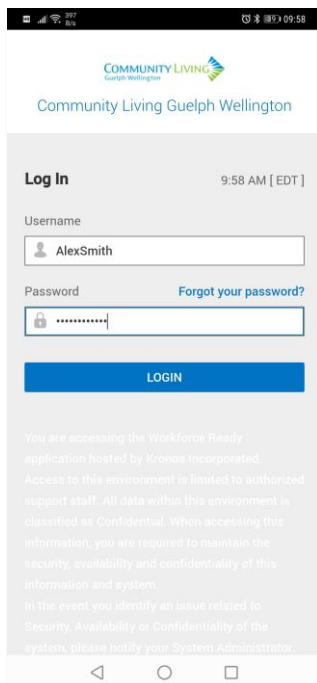 397
B/s
89
09:58
COMMUNITY LIVING
Guelph Wellington
Community Living Guelph Wellington
Log In
9:58 AM [ EDT ]
Username
AlexSmith
Password
Forgot your password?
••••••••••••
LOGIN
You are accessing the Workforce Ready
application hosted by Kronos Incorporated.
Access to this environment is limited to authorized
support staff. All data within this environment is
classified as Confidential. When accessing this
information, you are required to maintain the
security, availability and confidentiality of this
information and system.
In the event you identify an issue related to
Security, Availability or Confidentiality of the
system, please notify your System Administrator.